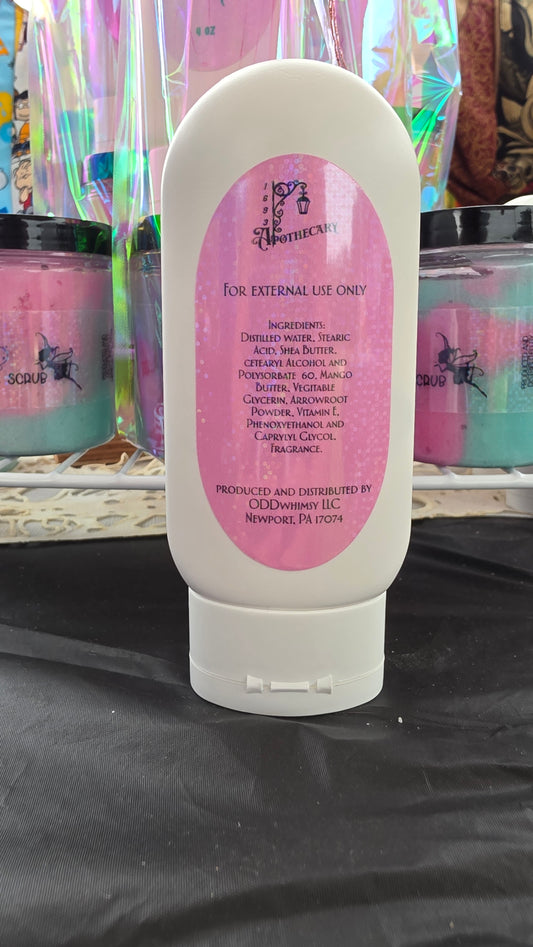 1693
Apothecary
For external use only
Ingredients:
Distilled water, Stearic
Acid, Shea Butter,
cetearyl Alcohol and
Polysorbate 60, Mango
Butter, Vegitable
Glycerin, Arrowroot
Powder, Vitamin E,
Phenoxyethanol and
Caprylyl Glycol.
Fragrance.
produced and distributed by
ODDwhimsy LLC
Newport, PA 17074
Scrub
Scrub